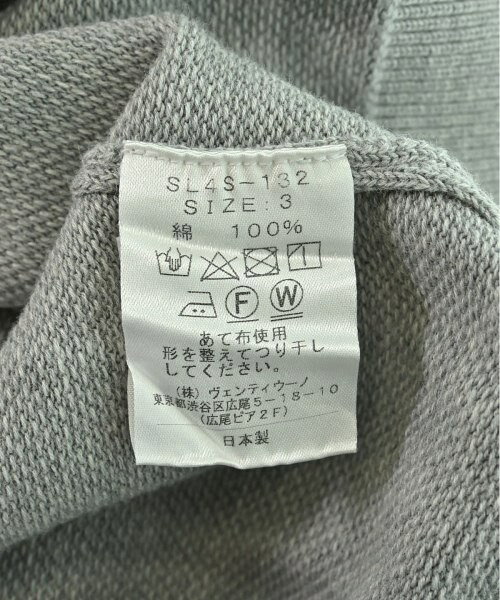 SL4S-132
SIZE:3
綿 100%
F W
あて布使用
形を整えてつり干し
してください。
(株)ヴェンティウーノ
東京都渋谷区広尾5-18-10
(広尾ピア2F)
日本製